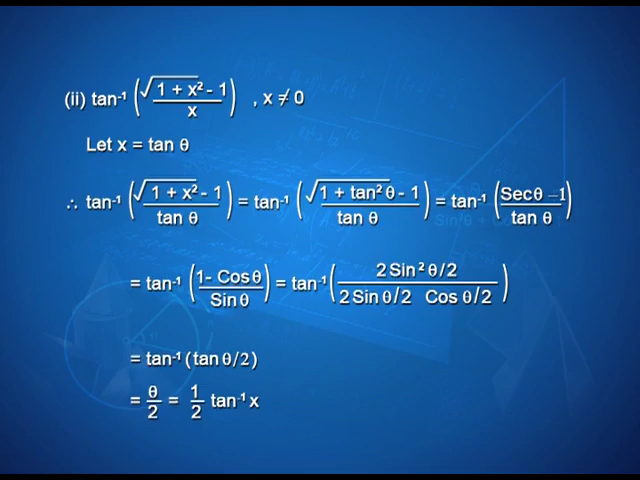 (ii) tan⁻¹ (√1 + x² - 1 / x) , x ≠ 0
Let x = tan θ
∴ tan⁻¹ (√1 + x² - 1 / tan θ) = tan⁻¹ (√1 + tan² θ - 1 / tan θ) = tan⁻¹ (Secθ -1 / tan θ)
= tan⁻¹ (1- Cosθ / Sinθ) = tan⁻¹ (2 Sin² θ/2 / 2 Sin θ/2 Cos θ/2)
= tan⁻¹ (tan θ/2)
= θ/2 = 1/2 tan⁻¹ x